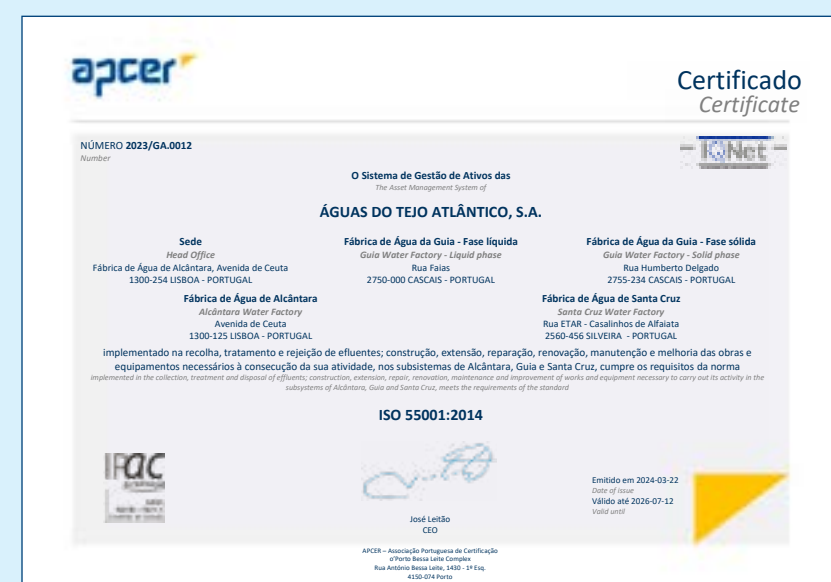 apcer
Certificado
Certificate
NÚMERO 2023/GA.0012
Number
IQNet
O Sistema de Gestão de Ativos das
The Asset Management System of
ÁGUAS DO TEJO ATLÂNTICO, S.A.
Sede
Head Office
Fábrica de Água de Alcântara, Avenida de Ceuta
1300-254 LISBOA - PORTUGAL
Fábrica de Água da Guia - Fase líquida
Guia Water Factory - Liquid phase
Rua Faias
2750-000 CASCAIS - PORTUGAL
Fábrica de Água da Guia - Fase sólida
Guia Water Factory - Solid phase
Rua Humberto Delgado
2755-234 CASCAIS - PORTUGAL
Fábrica de Água de Alcântara
Alcântara Water Factory
Avenida de Ceuta
1300-125 LISBOA - PORTUGAL
Fábrica de Água de Santa Cruz
Santa Cruz Water Factory
Rua ETAR - Casalinhos de Alfaiata
2560-456 SILVEIRA - PORTUGAL
implementado na recolha, tratamento e rejeição de efluentes; construção, extensão, reparação, renovação, manutenção e melhoria das obras e
equipamentos necessários à consecução da sua atividade, nos subsistemas de Alcântara, Guia e Santa Cruz, cumpre os requisitos da norma
implemented in the collection, treatment and disposal of effluents; construction, extension, repair, renovation, maintenance and improvement of works and equipment necessary to carry out its activity in the
subsystems of Alcântara, Guia and Santa Cruz, meets the requirements of the standard
ISO 55001:2014
IPAC
José Leitão
CEO
Emitido em 2024-03-22
Date of issue
Válido até 2026-07-12
Valid until
APCER – Associação Portuguesa de Certificação
o'Porto Bessa Leite Complex
Rua António Bessa Leite, 1430 - 1º Esq.
4150-074 Porto